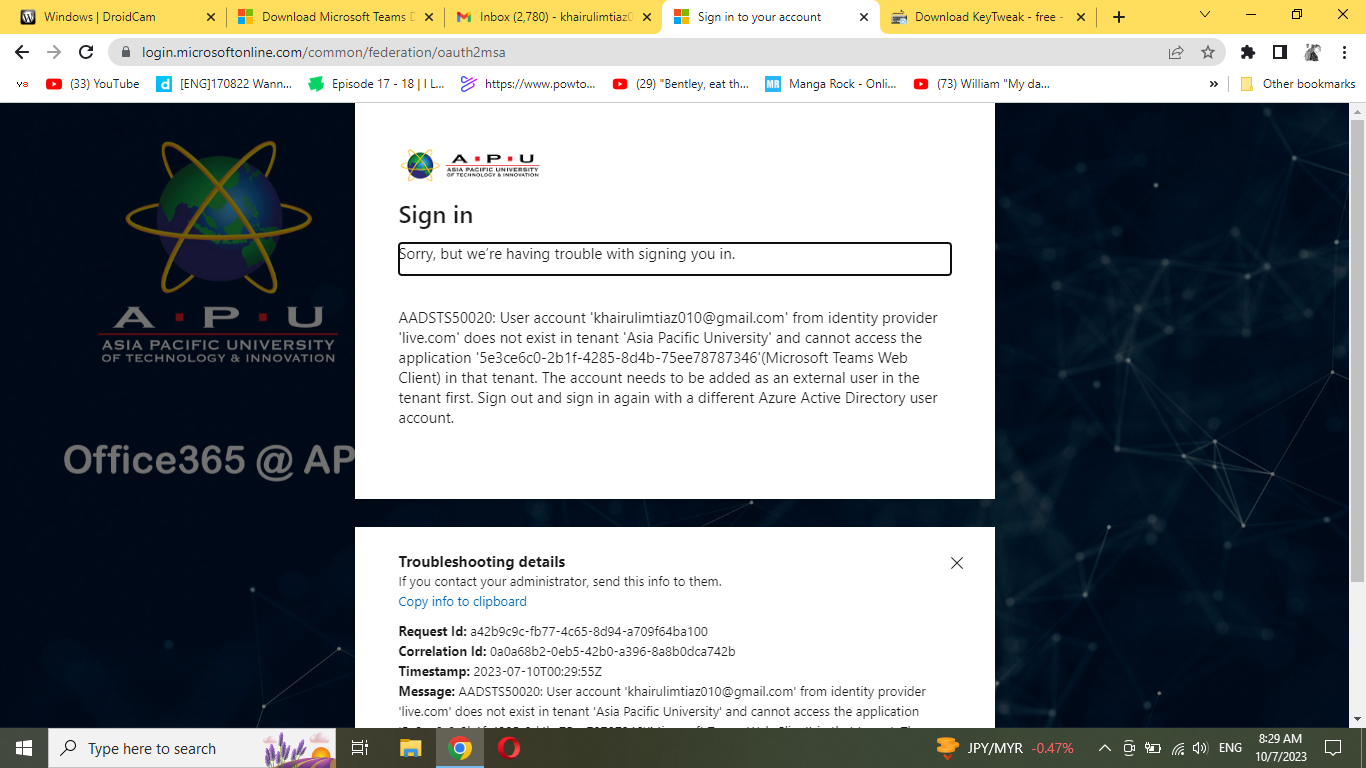 Windows | DroidCam
Download Microsoft Teams D
Inbox (2,780) - khairulimtiaz0
Sign in to your account
Download KeyTweak - free -
login.microsoftonline.com/common/federation/oauth2msa
(33) YouTube
[ENG]170822 Wann...
Episode 17 - 18 | I L...
https://www.powto...
(29) "Bentley, eat th...
MR
Manga Rock - Onli...
(73) William "My da...
»
Other bookmarks
A·P·U
ASIA PACIFIC UNIVERSITY
OF TECHNOLOGY & INNOVATION
Office365 @ AP
A·P·U
ASIA PACIFIC UNIVERSITY
OF TECHNOLOGY & INNOVATION
Sign in
Sorry, but we’re having trouble with signing you in.
AADSTS50020: User account 'khairulimtiaz010@gmail.com' from identity provider
'live.com' does not exist in tenant 'Asia Pacific University' and cannot access the
application '5e3ce6c0-2b1f-4285-8d4b-75ee78787346'(Microsoft Teams Web
Client) in that tenant. The account needs to be added as an external user in the
tenant first. Sign out and sign in again with a different Azure Active Directory user
account.
Troubleshooting details
If you contact your administrator, send this info to them.
Copy info to clipboard
Request Id: a42b9c9c-fb77-4c65-8d94-a709f64ba100
Correlation Id: 0a0a68b2-0eb5-42b0-a396-8a8b0dca742b
Timestamp: 2023-07-10T00:29:55Z
Message: AADSTS50020: User account 'khairulimtiaz010@gmail.com' from identity provider
'live.com' does not exist in tenant 'Asia Pacific University' and cannot access the application
Type here to search
JPY/MYR -0.47%
ENG
8:29 AM
10/7/2023